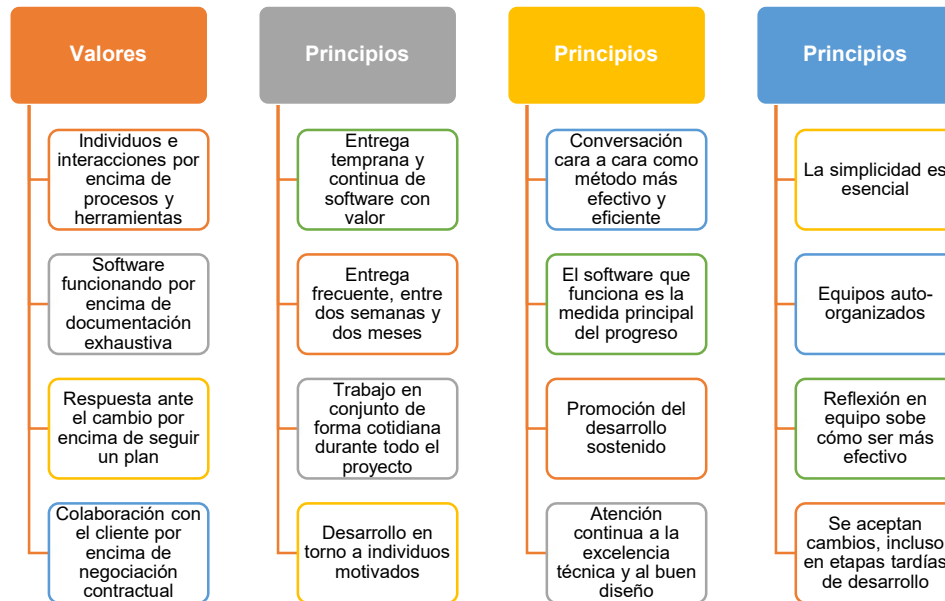 Valores
Individuos e
interacciones por
encima de
procesos y
herramientas
Software
funcionando por
encima de
documentación
exhaustiva
Respuesta ante
el cambio por
encima de seguir
un plan
Colaboración con
el cliente por
encima de
negociación
contractual
Principios
Entrega
temprana y
continua de
software con
valor
Entrega
frecuente, entre
dos semanas y
dos meses
Trabajo en
conjunto de
forma cotidiana
durante todo el
proyecto
Desarrollo en
torno a individuos
motivados
Principios
Conversación
cara a cara como
método más
efectivo y
eficiente
El software que
funciona es la
medida principal
del progreso
Promoción del
desarrollo
sostenido
Atención
continua a la
excelencia
técnica y al buen
diseño
Principios
La simplicidad es
esencial
Equipos auto-
organizados
Reflexión en
equipo sobe
cómo ser más
efectivo
Se aceptan
cambios, incluso
en etapas tardías
de desarrollo